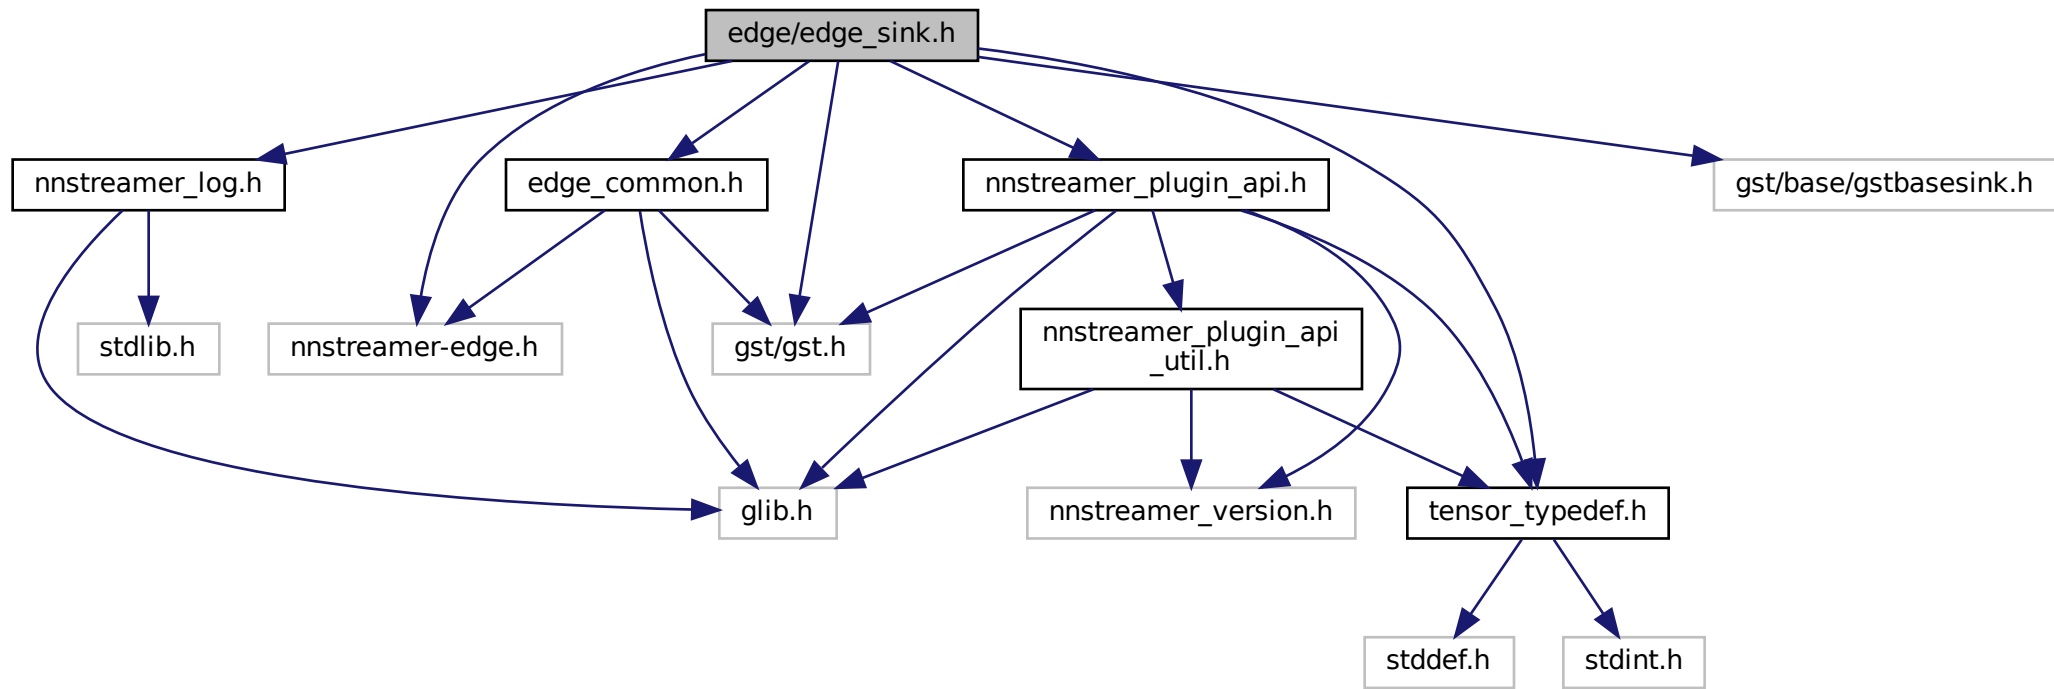 edge/edge_sink.h
nnstreamer_log.h
edge_common.h
nnstreamer_plugin_api.h
gst/base/gstbasesink.h
stdlib.h
nnstreamer-edge.h
gst/gst.h
nnstreamer_plugin_api
_util.h
glib.h
nnstreamer_version.h
tensor_typedef.h
stddef.h
stdint.h